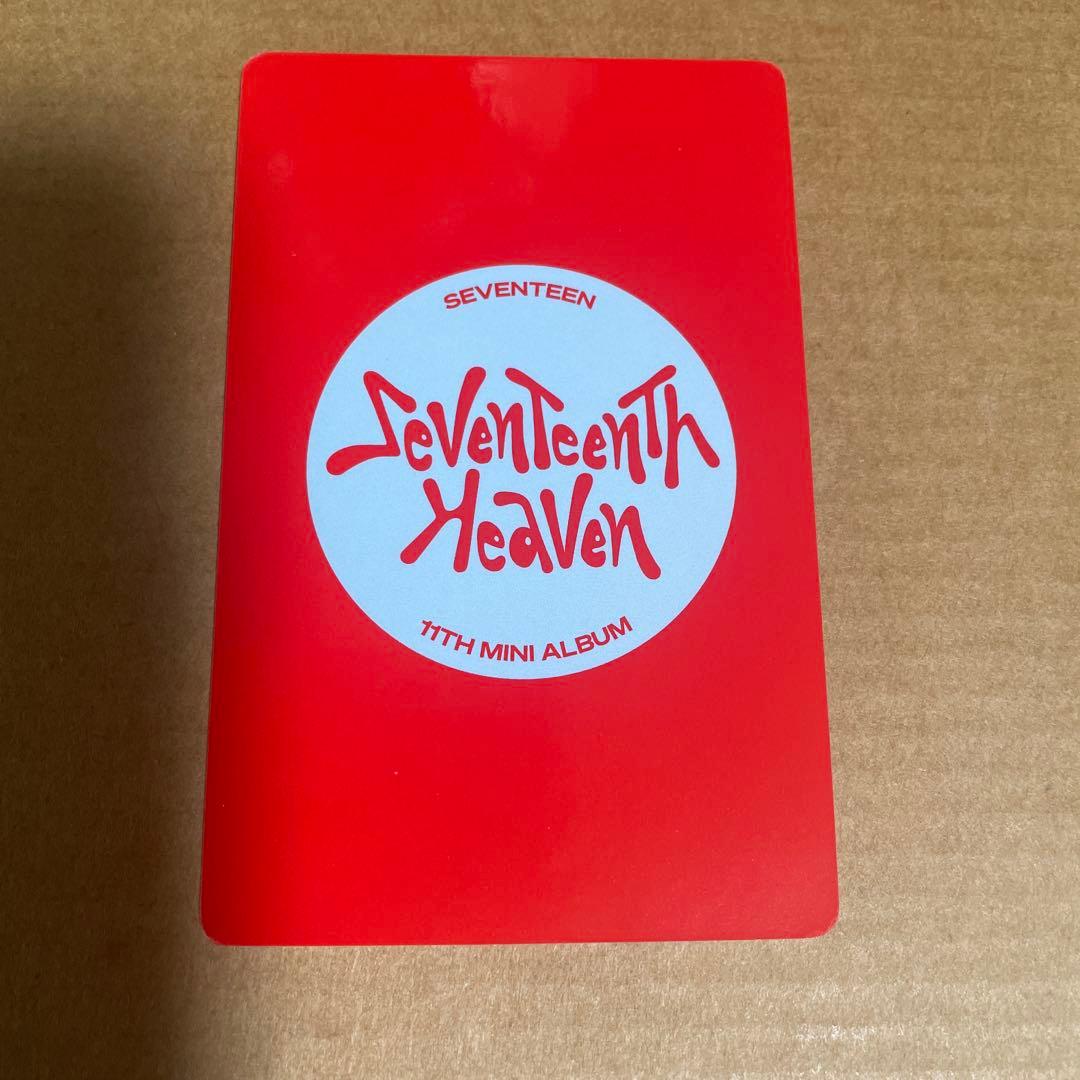 SEVENTEEN
SevenTeenTh
Heaven
11TH MINI ALBUM